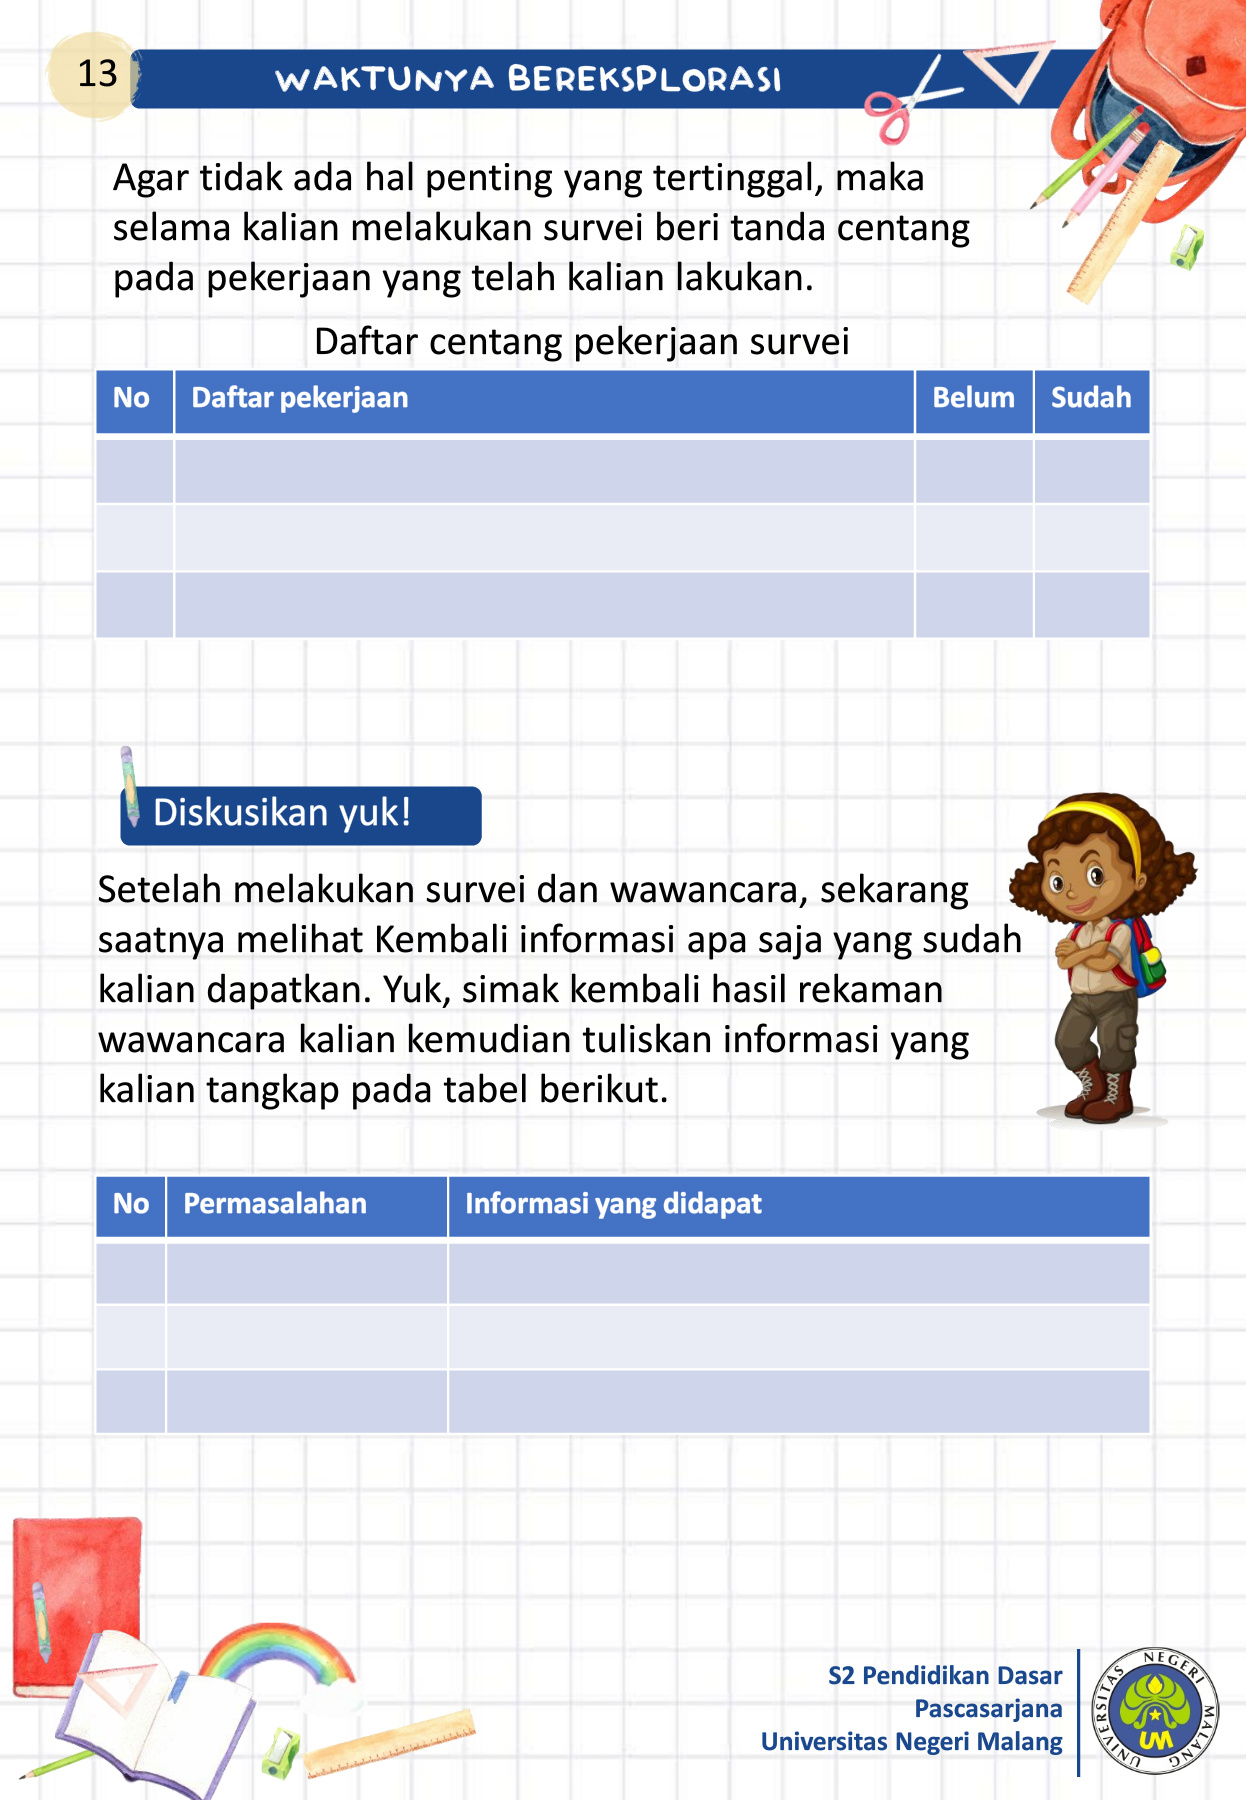 13
WAKTUNYA BEREKSPLORASI
Agar tidak ada hal penting yang tertinggal, maka
selama kalian melakukan survei beri tanda centang
pada pekerjaan yang telah kalian lakukan.
Daftar centang pekerjaan survei
No Daftar pekerjaan Belum Sudah
Diskusikan yuk!
Setelah melakukan survei dan wawancara, sekarang
saatnya melihat Kembali informasi apa saja yang sudah
kalian dapatkan. Yuk, simak kembali hasil rekaman
wawancara kalian kemudian tuliskan informasi yang
kalian tangkap pada tabel berikut.
No Permasalahan Informasi yang didapat
S2 Pendidikan Dasar
Pascasarjana
Universitas Negeri Malang
UNIVERSITAS NEGERI MALANG
UM